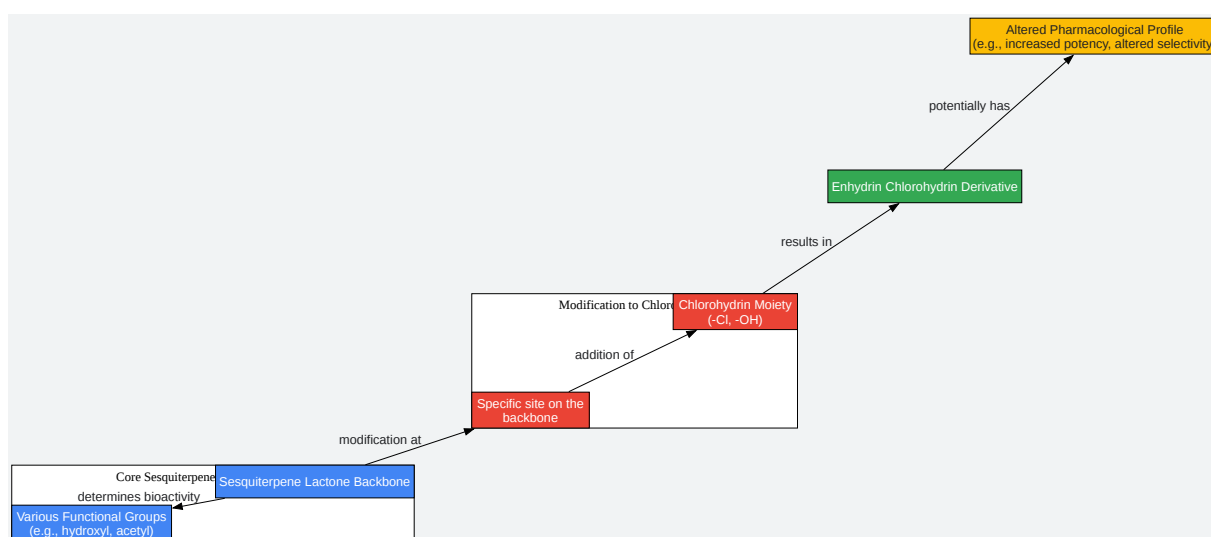 Altered Pharmacological Profile
(e.g., increased potency, altered selectivity
potentially has
Enhydrin Chlorohydrin Derivative
results in
Modification to
Chlorohydrin Moiety
(-Cl, -OH)
addition of
Specific site on the
backbone
modification at
Core Sesquiterpene
Sesquiterpene Lactone Backbone
determines bioactivity
Various Functional Groups
(e.g., hydroxyl, acetyl)